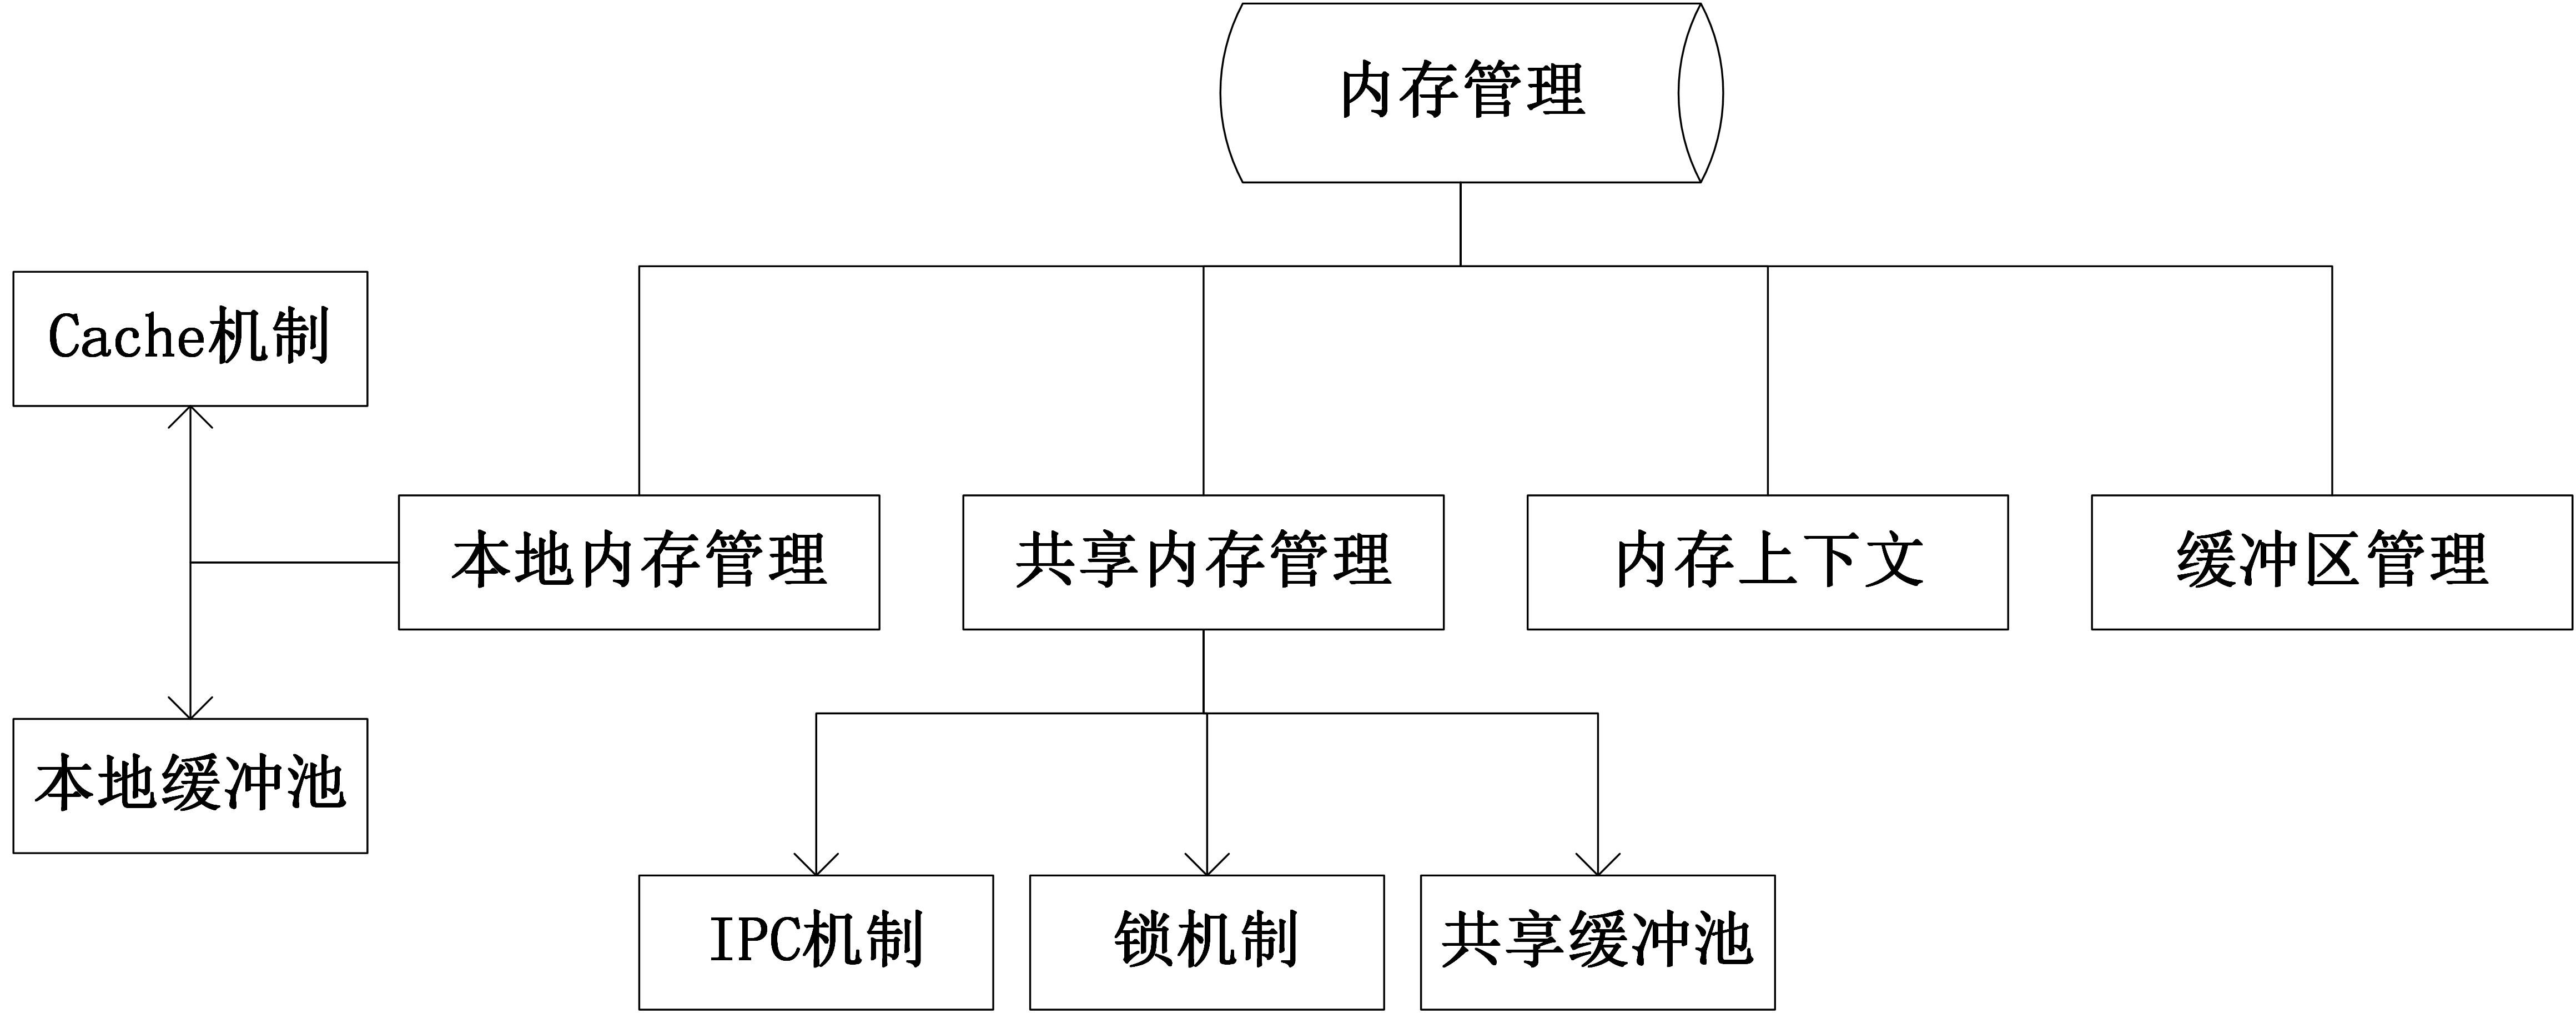 内存管理
Cache机制
本地内存管理
共享内存管理
内存上下文
缓冲区管理
本地缓冲池
IPC机制
锁机制
共享缓冲池